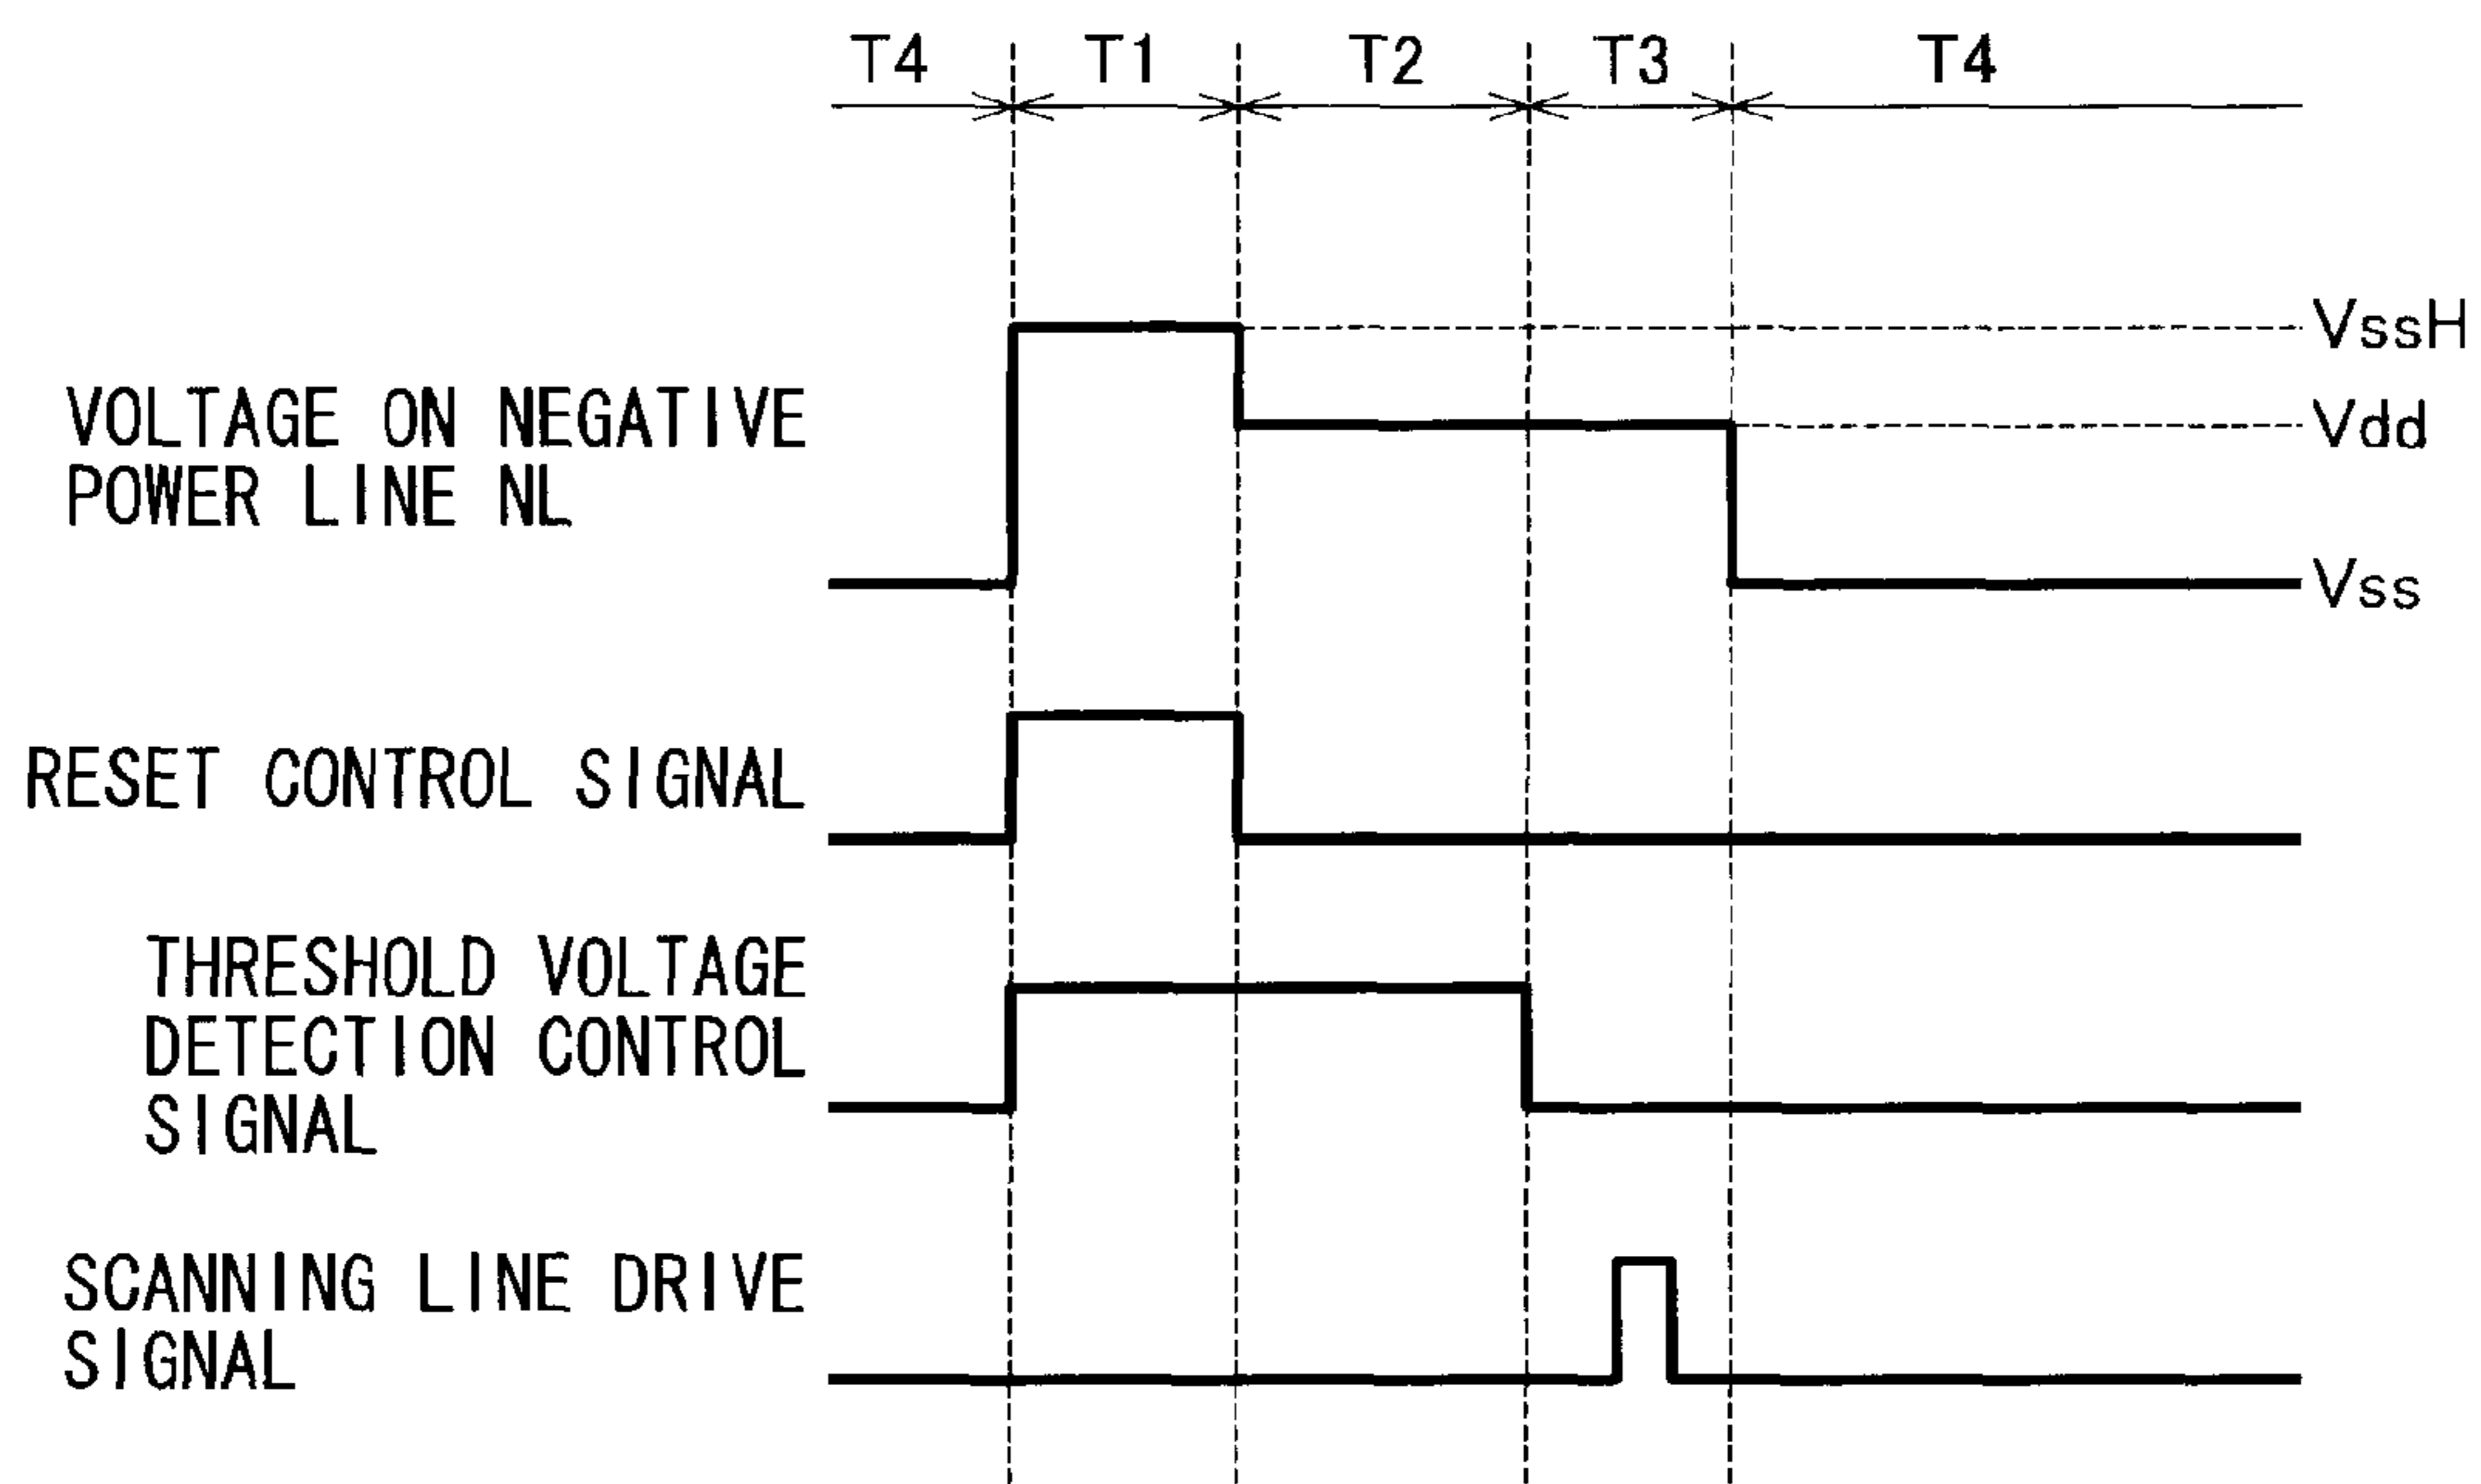 T4 T1 T2 T3 T4
VssH
VOLTAGE ON NEGATIVE
POWER LINE NL
Vdd
Vss
RESET CONTROL SIGNAL
THRESHOLD VOLTAGE
DETECTION CONTROL
SIGNAL
SCANNING LINE DRIVE
SIGNAL